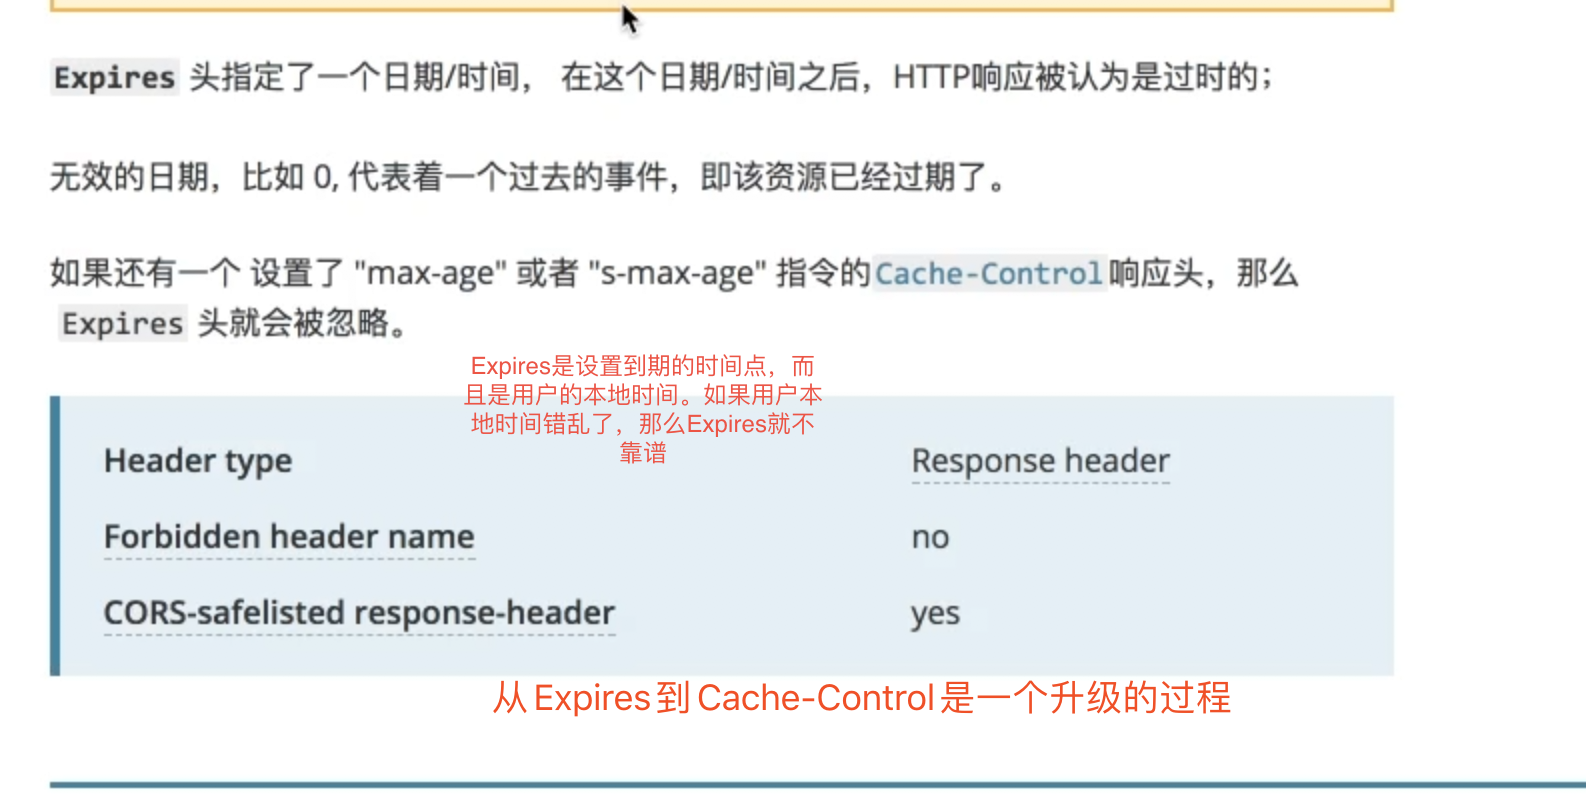 Expires 头指定了一个日期/时间， 在这个日期/时间之后，HTTP响应被认为是过时的；
无效的日期，比如 0, 代表着一个过去的事件，即该资源已经过期了。
如果还有一个 设置了 "max-age" 或者 "s-max-age" 指令的Cache-Control响应头，那么
Expires 头就会被忽略。
Expires是设置到期的时间点，而
且是用户的本地时间。如果用户本
地时间错乱了，那么Expires就不
靠谱
Header type Response header
Forbidden header name no
CORS-safelisted response-header yes
从Expires到Cache-Control是一个升级的过程